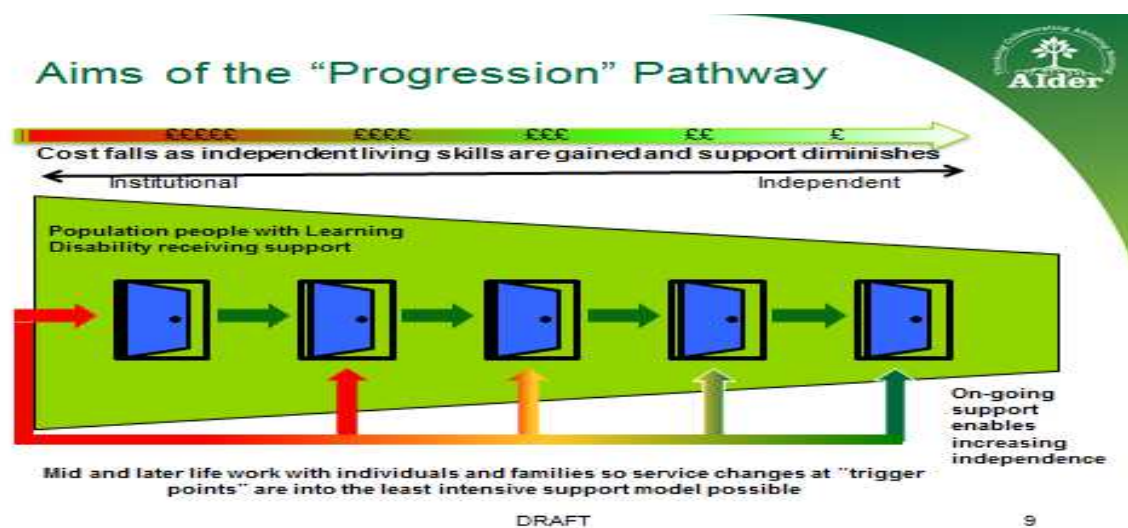 Aims of the “Progression” Pathway
Alder
£££££ ££££ £££ ££ £
Cost falls as independent living skills are gained and support diminishes
Institutional Independent
Population people with Learning
Disability receiving support
On-going
support
enables
increasing
independence
Mid and later life work with individuals and families so service changes at “trigger
points” are into the least intensive support model possible
DRAFT 9